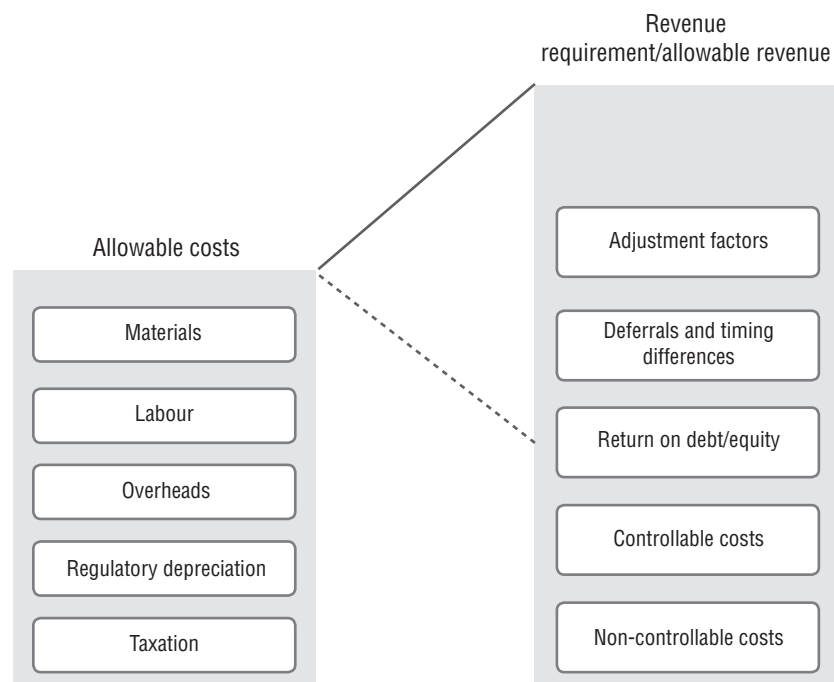 Revenue
requirement/allowable revenue
Allowable costs
Materials
Labour
Overheads
Regulatory depreciation
Taxation
Adjustment factors
Deferrals and timing
differences
Return on debt/equity
Controllable costs
Non-controllable costs